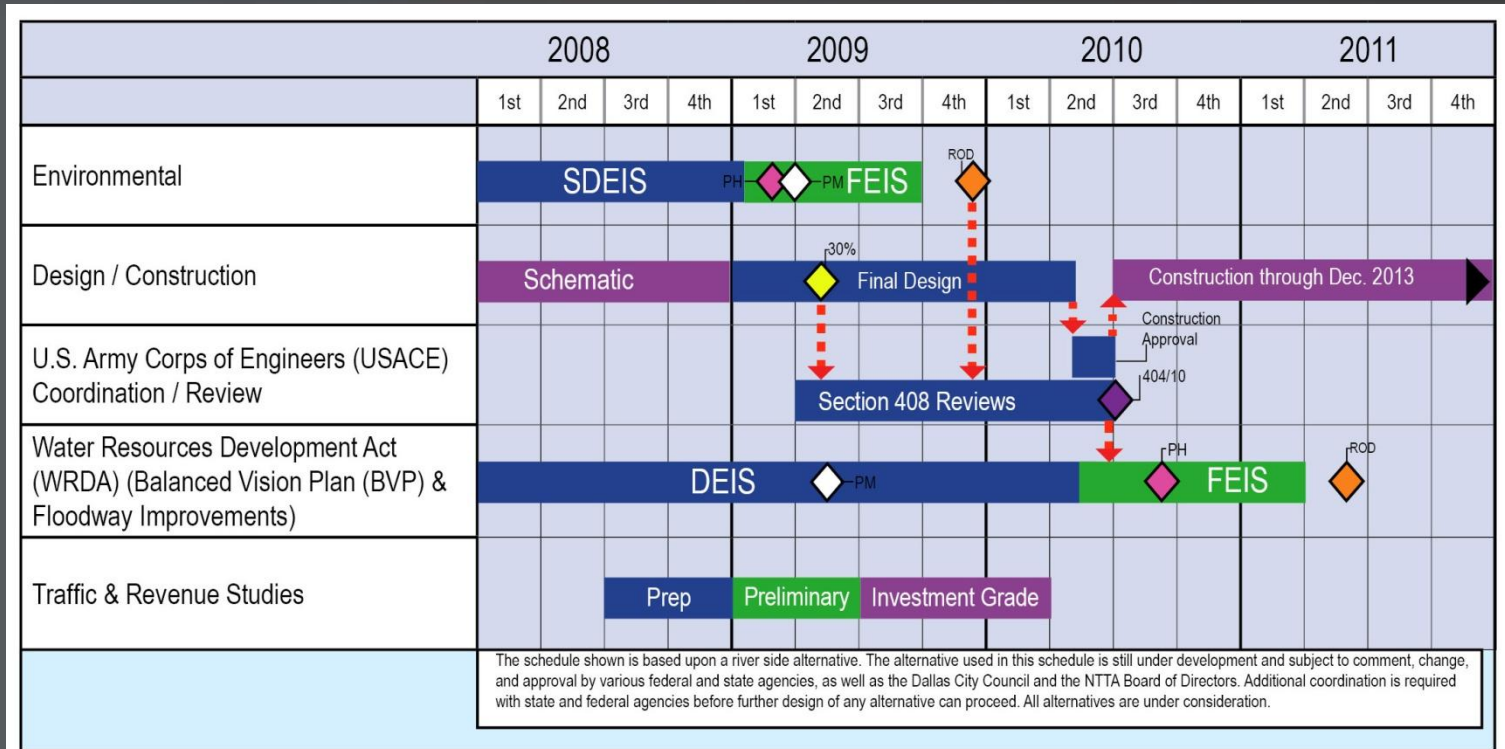 2008 2009 2010 2011
1st 2nd 3rd 4th 1st 2nd 3rd 4th 1st 2nd 3rd 4th 1st 2nd 3rd 4th
Environmental
SDEIS
PH
PM
FEIS
ROD
Design / Construction
Schematic
30%
Final Design
Construction through Dec. 2013
U.S. Army Corps of Engineers (USACE)
Coordination / Review
Construction
Approval
404/10
Section 408 Reviews
Water Resources Development Act
(WRDA) (Balanced Vision Plan (BVP) &
Floodway Improvements)
DEIS
PM
PH
FEIS
ROD
Traffic & Revenue Studies
Prep
Preliminary
Investment Grade
The schedule shown is based upon a river side alternative. The alternative used in this schedule is still under development and subject to comment, change,
and approval by various federal and state agencies, as well as the Dallas City Council and the NTTA Board of Directors. Additional coordination is required
with state and federal agencies before further design of any alternative can proceed. All alternatives are under consideration.